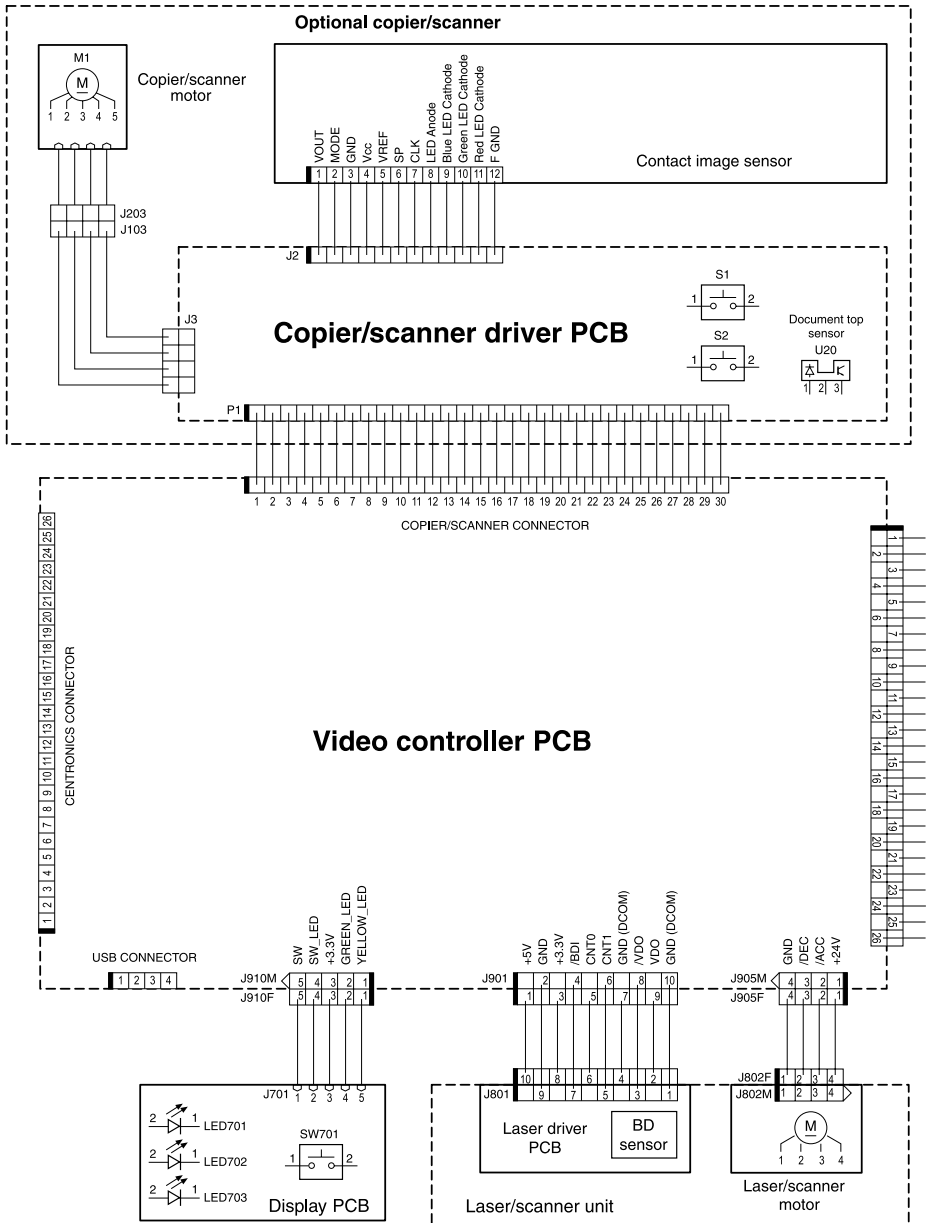 Optional copier/scanner
M1
M
1 2 3 4 5
Copier/scanner
motor
VOUT
MODE
GND
Vcc
VREF
SP
CLK
LED Anode
Blue LED Cathode
Green LED Cathode
Red LED Cathode
F GND
1 2 3 4 5 6 7 8 9 10 11 12
Contact image sensor
J203
J103
J2
J3
Copier/scanner driver PCB
S1
1 2
S2
1 2
Document top
sensor
U20
1 2 3
P1
1 2 3 4 5 6 7 8 9 10 11 12 13 14 15 16 17 18 19 20 21 22 23 24 25 26 27 28 29 30
COPIER/SCANNER CONNECTOR
1 2 3 4 5 6 7 8 9 10 11 12 13 14 15 16 17 18 19 20 21 22 23 24 25 26
CENTRONICS CONNECTOR
Video controller PCB
1 2 3 4 5 6 7 8 9 10 11 12 13 14 15 16 17 18 19 20 21 22 23 24 25 26
USB CONNECTOR
1 2 3 4
SW
SW_LED
+3.3V
GREEN_LED
YELLOW_LED
J910M
5 4 3 2 1
J910F
5 4 3 2 1
+5V
GND
+3.3V
/BDI
CNT0
CNT1
GND (DCOM)
/VDO
VDO
GND (DCOM)
J901
2 4 6 8 10
1 3 5 7 9
GND
/DEC
/ACC
+24V
J905M
4 3 2 1
J905F
4 3 2 1
J701
1 2 3 4 5
2 1 LED701
2 1 LED702
2 1 LED703
SW701
1 2
Display PCB
10 8 6 4 2
J801
9 7 5 3 1
Laser driver
PCB
BD
sensor
Laser/scanner unit
J802F
1 2 3 4
J802M
1 2 3 4
M
1 2 3 4
Laser/scanner
motor